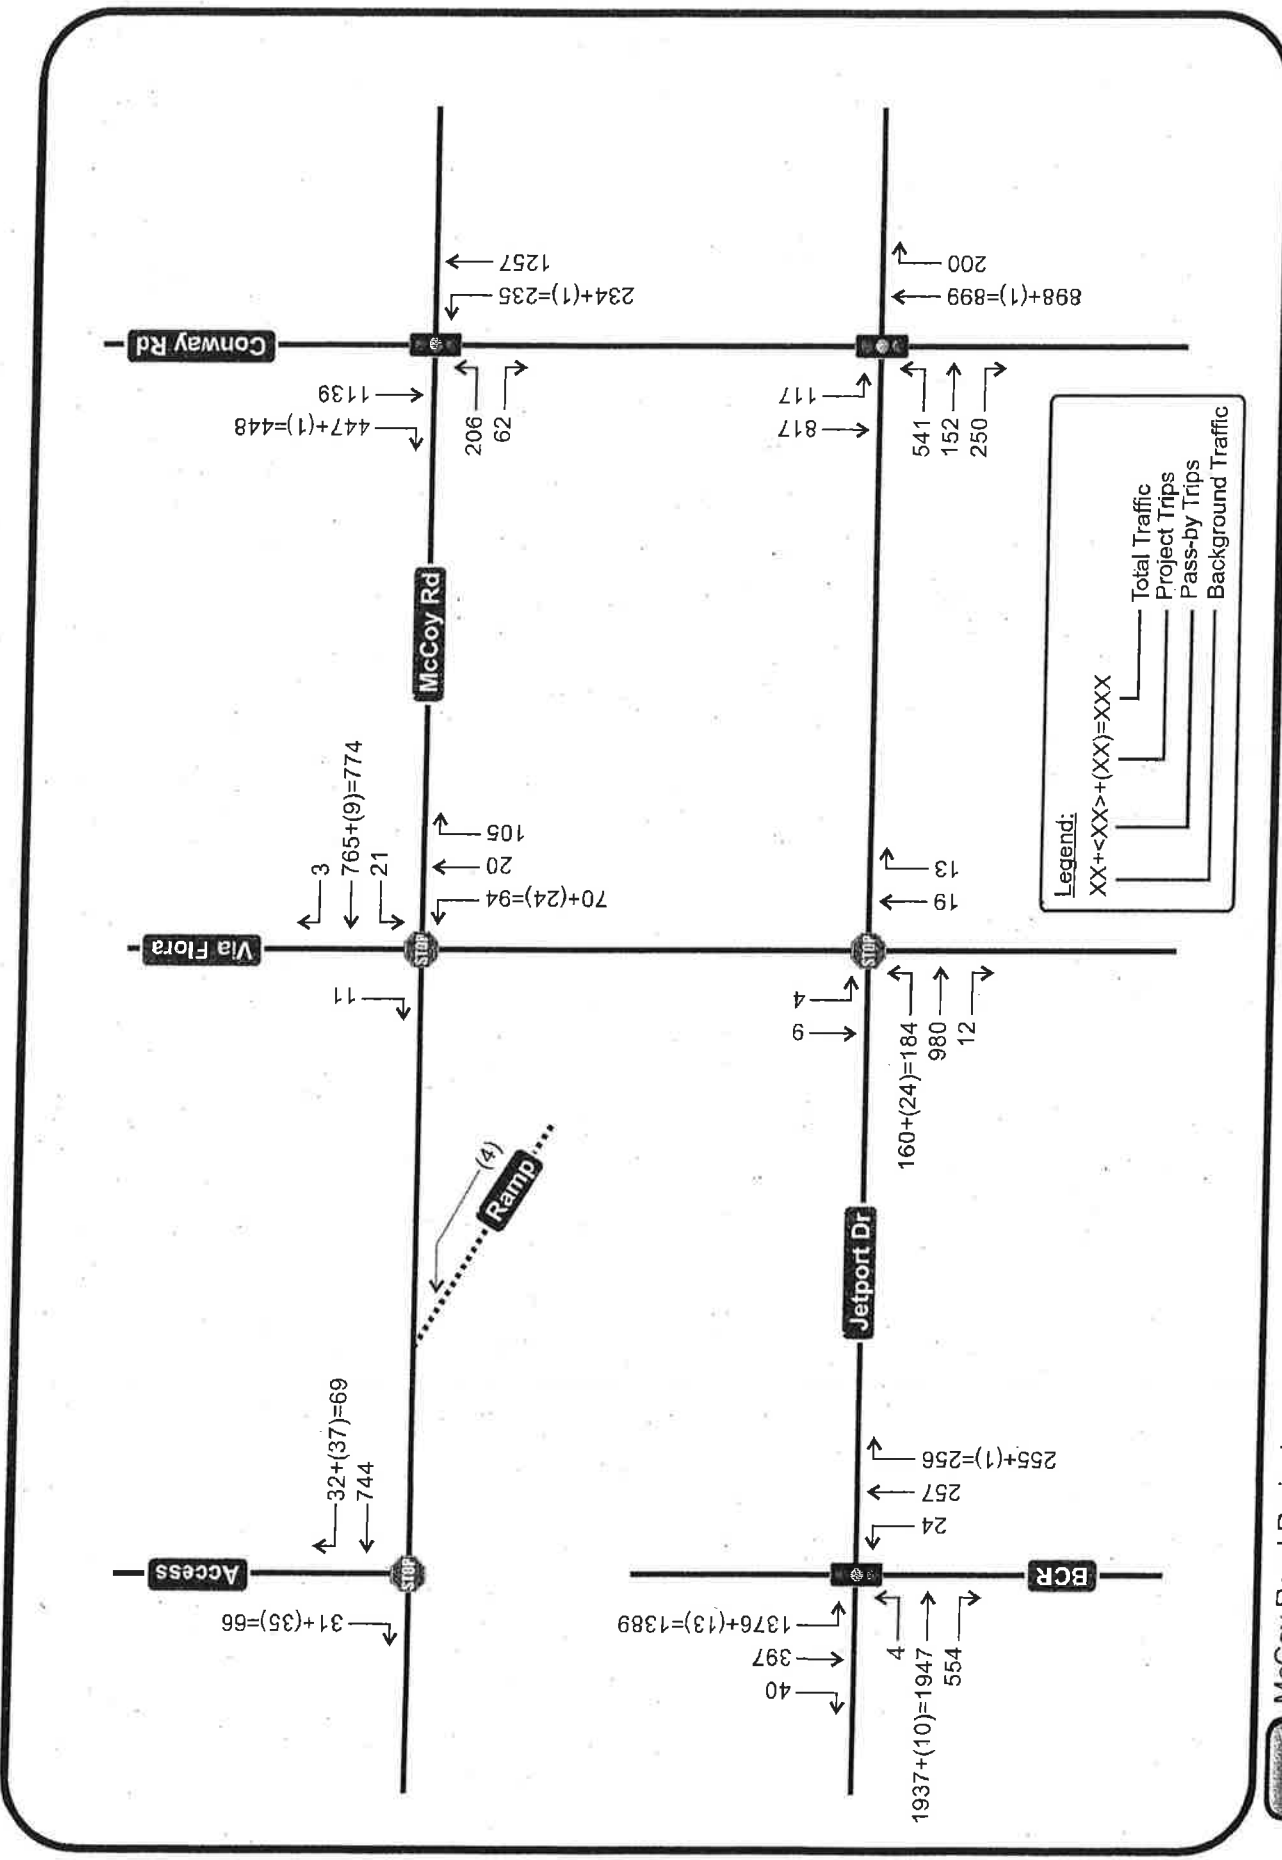 Conway Rd
447+(1)=448
1139
1257
234+(1)=235
206
62
McCoy Rd
117
817
200
898+(1)=899
541
152
250
Via Flora
3
765+(9)=774
21
105
20
70+(24)=94
11
STOP
4
9
13
19
STOP
160+(24)=184
980
12
(4)
Ramp
Jetport Dr
Access
32+(37)=69
744
31+(35)=66
STOP
255+(1)=256
257
24
1376+(13)=1389
397
40
BCR
4
1937+(10)=1947
554
Legend:
XX+<XX>+(XX)=XXX
Total Traffic
Project Trips
Pass-by Trips
Background Traffic